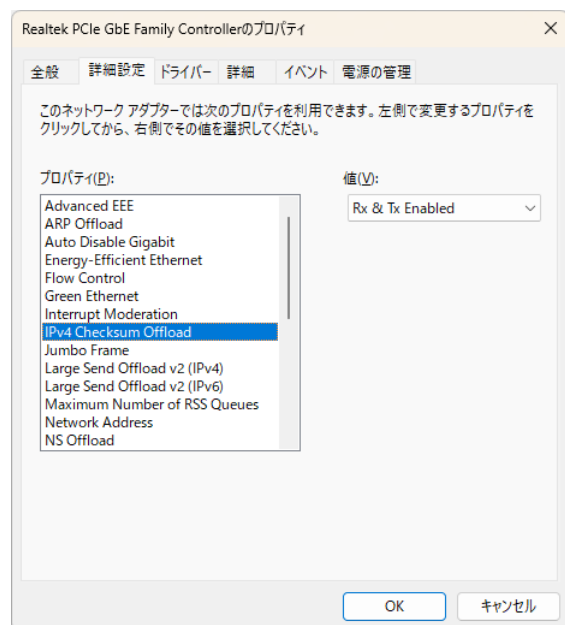 Realtek PCIe GbE Family Controllerのプロパティ
全般 詳細設定 ドライバー 詳細 イベント 電源の管理
このネットワーク アダプターでは次のプロパティを利用できます。左側で変更するプロパティを
クリックしてから、右側でその値を選択してください。
プロパティ(P):
値(V):
Advanced EEE
ARP Offload
Auto Disable Gigabit
Energy-Efficient Ethernet
Flow Control
Green Ethernet
Interrupt Moderation
IPv4 Checksum Offload
Jumbo Frame
Large Send Offload v2 (IPv4)
Large Send Offload v2 (IPv6)
Maximum Number of RSS Queues
Network Address
NS Offload
Rx & Tx Enabled
OK
キャンセル